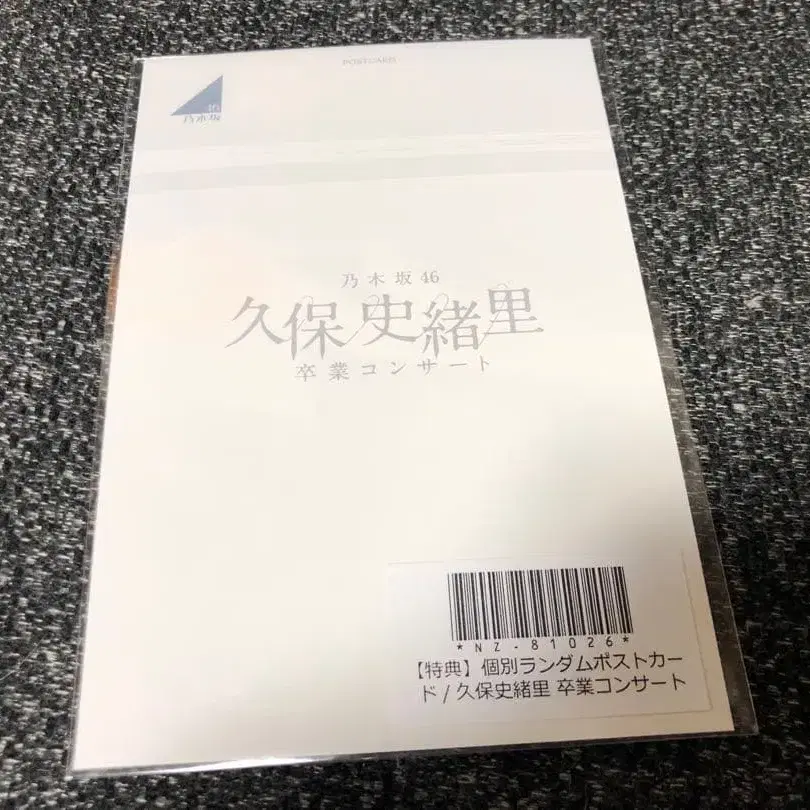 POSTCARD
46
乃木坂
乃木坂46
久保史緒里
卒業コンサート
*NZ-81026*
【特典】個別ランダムポストカー
ド / 久保史緒里 卒業コンサート